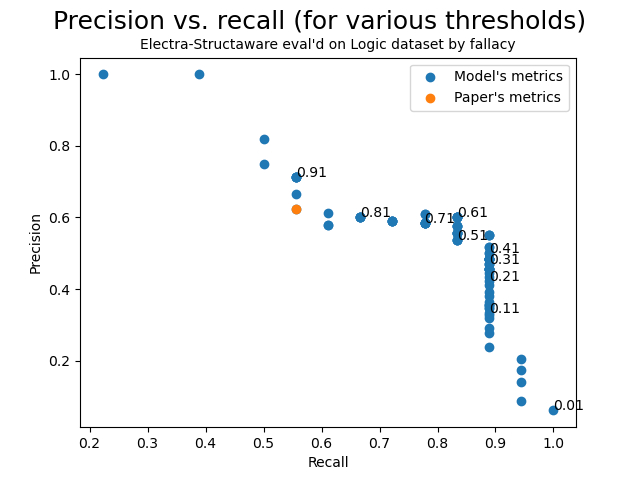 Precision vs. recall (for various thresholds)
Electra-Structaware eval'd on Logic dataset by fallacy
Model's metrics
Paper's metrics
1.0
0.8
0.6
0.4
0.2
Precision
0.91
0.81
0.71
0.61
0.51
0.41
0.31
0.21
0.11
0.01
0.2 0.3 0.4 0.5 0.6 0.7 0.8 0.9 1.0
Recall